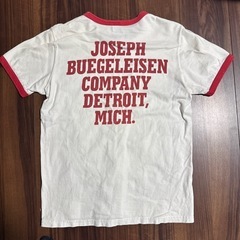 JOSEPH
BUEGELEISEN
COMPANY
DETROIT,
MICH.